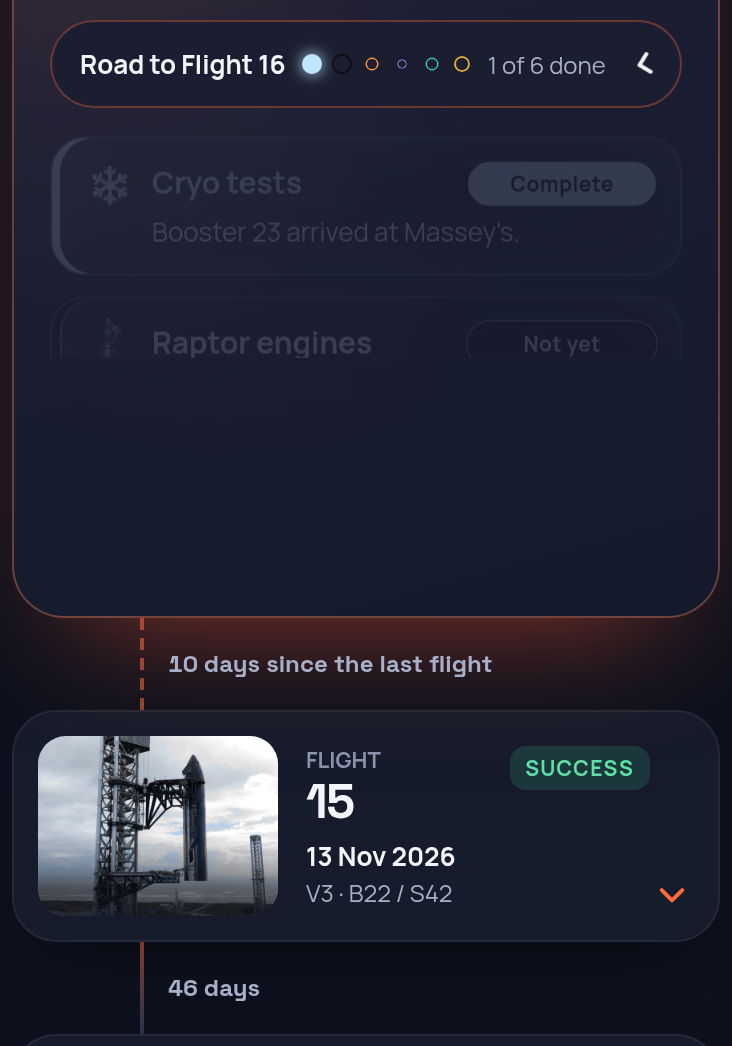 Road to Flight 16 1 of 6 done
Cryo tests Complete
Booster 23 arrived at Massey's.
Raptor engines Not yet
10 days since the last flight
FLIGHT SUCCESS
15
13 Nov 2026
V3 · B22 / S42
46 days